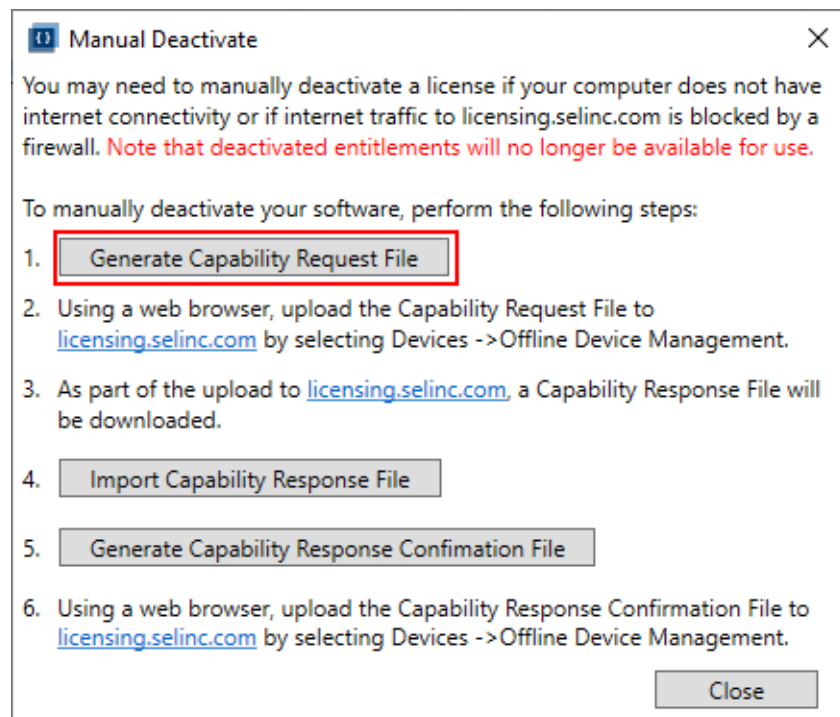 Manual Deactivate
You may need to manually deactivate a license if your computer does not have
internet connectivity or if internet traffic to licensing.selinc.com is blocked by a
firewall. Note that deactivated entitlements will no longer be available for use.
To manually deactivate your software, perform the following steps:
1. Generate Capability Request File
2. Using a web browser, upload the Capability Request File to
licensing.selinc.com by selecting Devices ->Offline Device Management.
3. As part of the upload to licensing.selinc.com, a Capability Response File will
be downloaded.
4. Import Capability Response File
5. Generate Capability Response Confimation File
6. Using a web browser, upload the Capability Response Confirmation File to
licensing.selinc.com by selecting Devices ->Offline Device Management.
Close